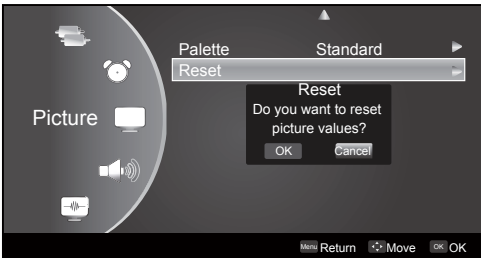 Palette Standard
Reset
Picture
Reset
Do you want to reset
picture values?
OK Cancel
Menu Return Move OK OK